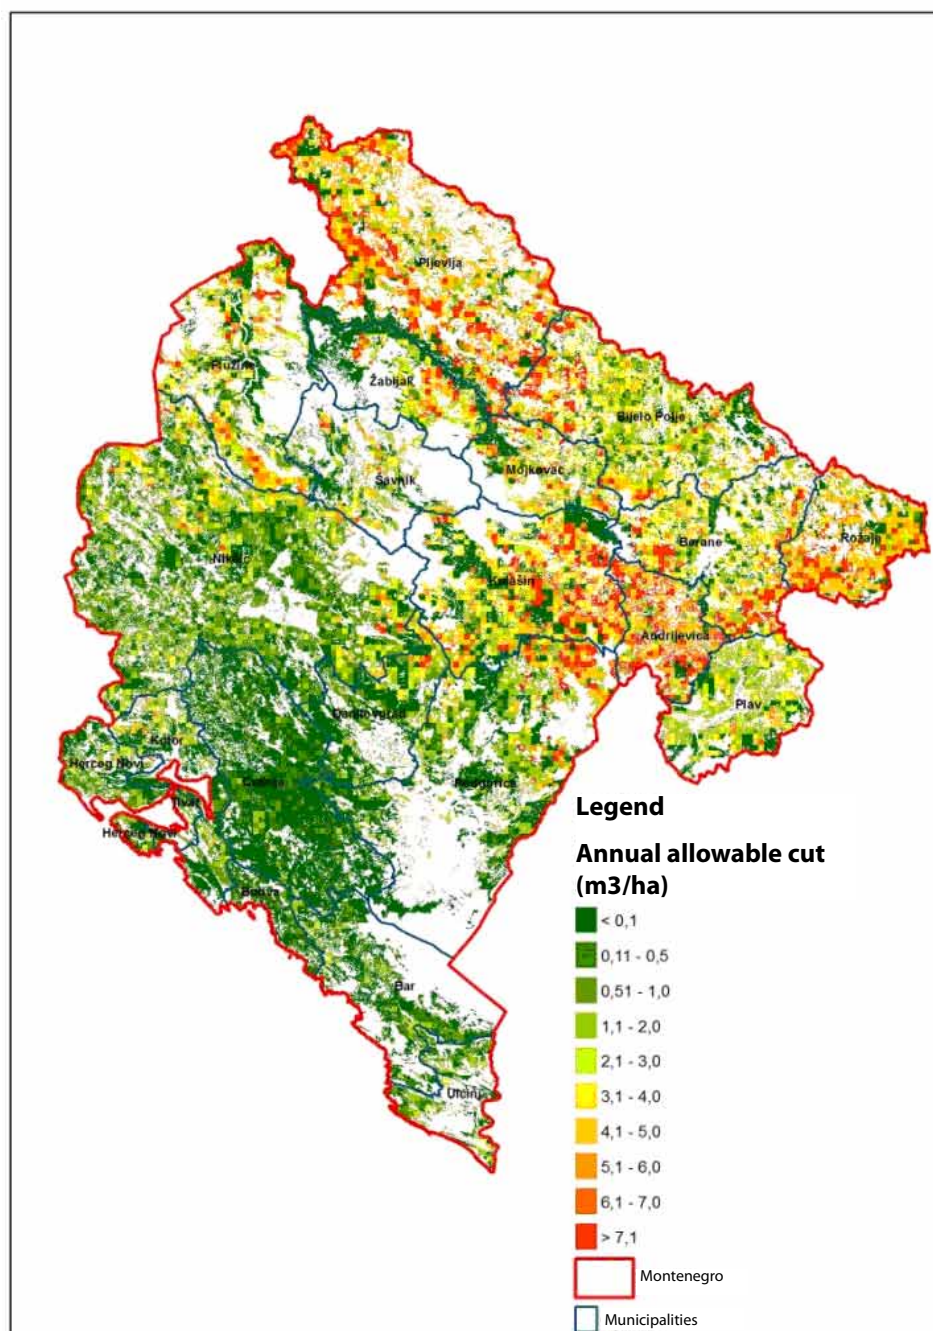 Pljevlja
Plužine
Žabljak
Bijelo Polje
Mojkovac
Šavnik
Berane
Rožaje
Nikšić
Kolašin
Andrijevica
Plav
Danilovgrad
Kotor
Herceg Novi
Cetinje
Podgorica
Tivat
Herceg Novi
Budva
Bar
Ulcinj
Legend
Annual allowable cut
(m3/ha)
< 0,1
0,11 - 0,5
0,51 - 1,0
1,1 - 2,0
2,1 - 3,0
3,1 - 4,0
4,1 - 5,0
5,1 - 6,0
6,1 - 7,0
> 7,1
Montenegro
Municipalities